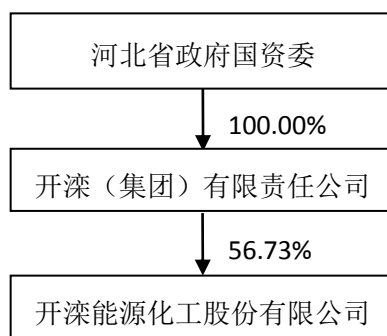 河北省政府国资委
100.00%
开滦（集团）有限责任公司
56.73%
开滦能源化工股份有限公司